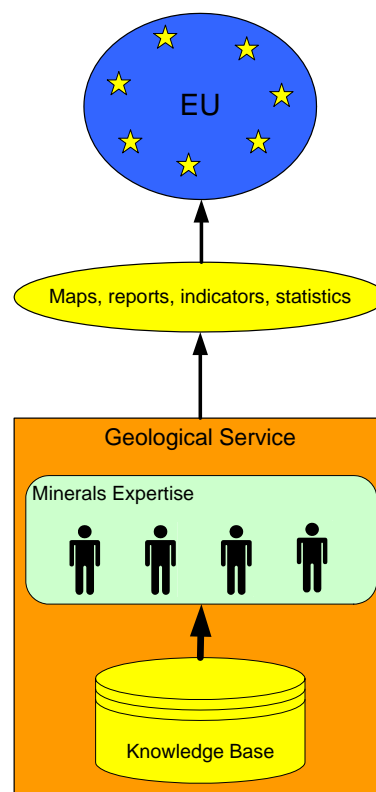 EU
Maps, reports, indicators, statistics
Geological Service
Minerals Expertise
Knowledge Base